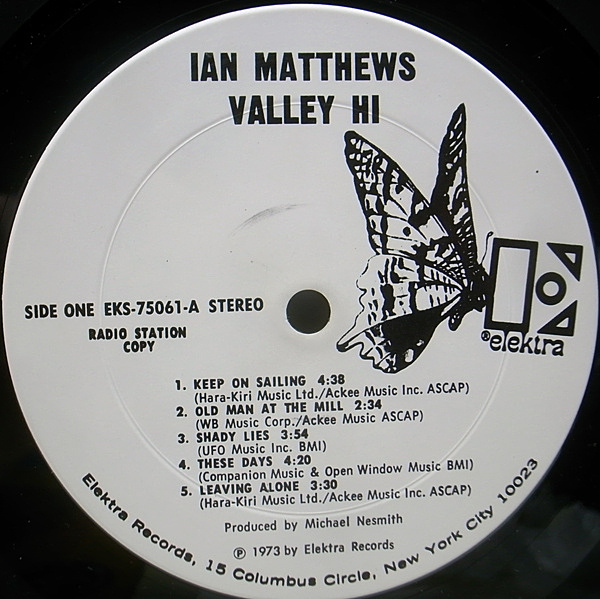 IAN MATTHEWS
VALLEY HI
SIDE ONE EKS-75061-A STEREO
RADIO STATION
COPY
®elektra
1. KEEP ON SAILING 4:38
(Hara-Kiri Music Ltd./Ackee Music Inc. ASCAP)
2. OLD MAN AT THE MILL 2:34
(WB Music Corp./Ackee Music ASCAP)
3. SHADY LIES 3:54
(UFO Music Inc. BMI)
4. THESE DAYS 4:20
(Companion Music & Open Window Music BMI)
5. LEAVING ALONE 3:30
(Hara-Kiri Music Ltd./Ackee Music Inc. ASCAP)
Produced by Michael Nesmith
℗ 1973 by Elektra Records
Elektra Records, 15 Columbus Circle, New York City 10023